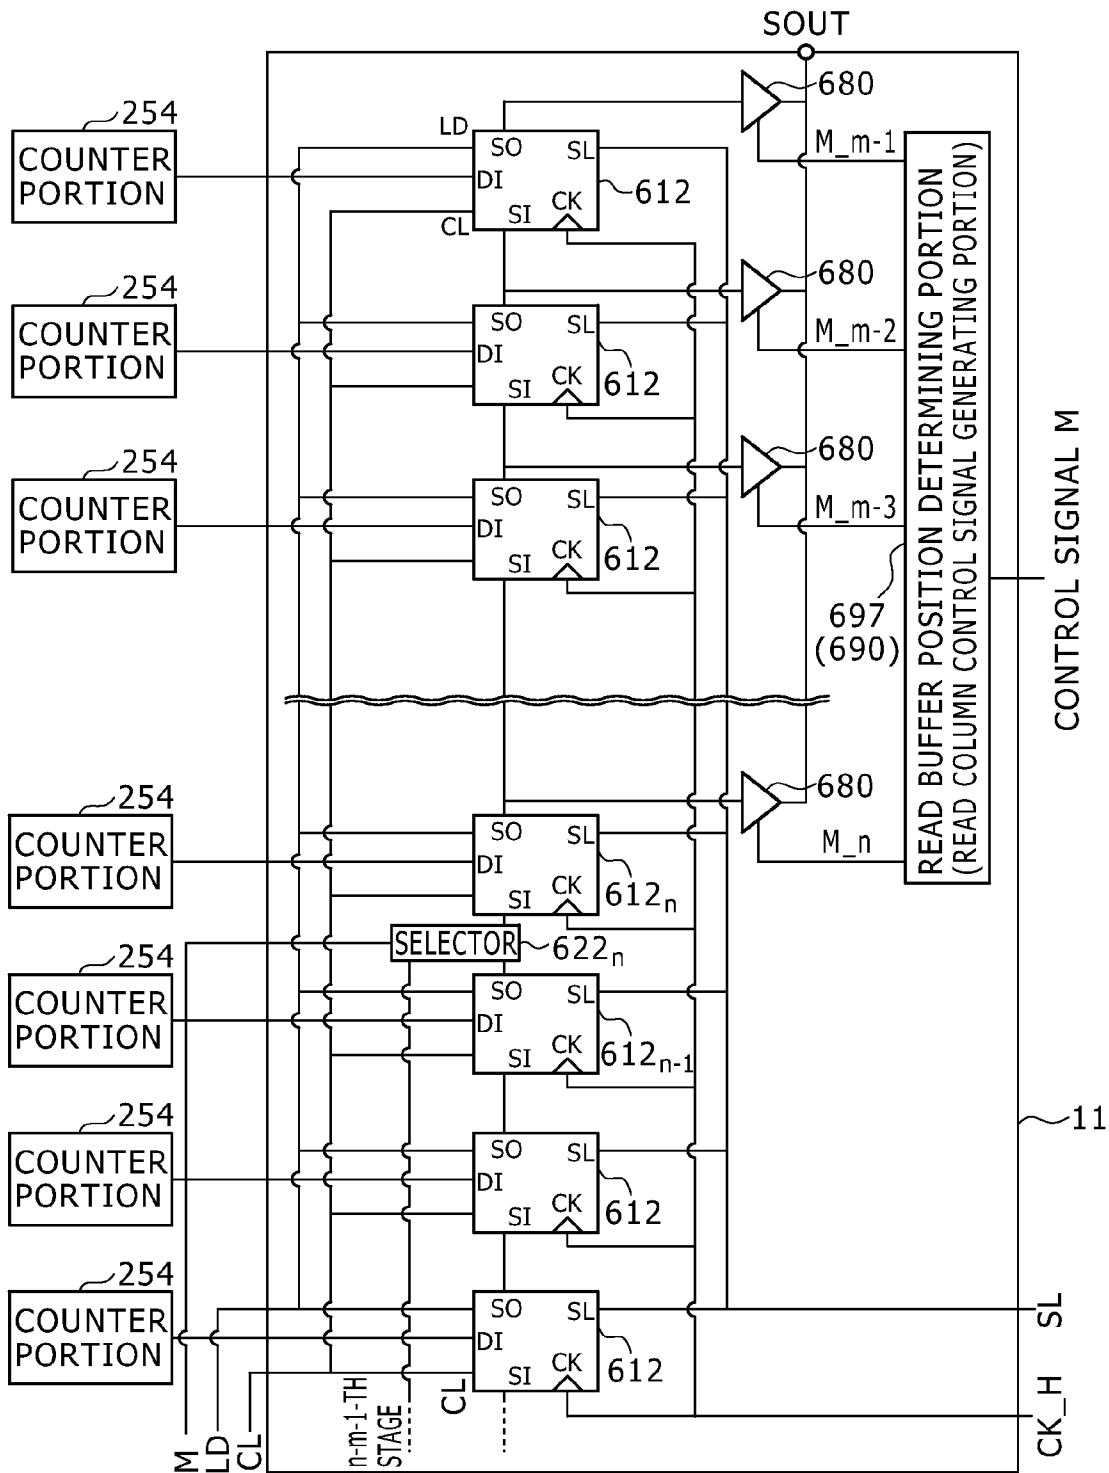 SOUT
680
254
COUNTER
PORTION
LD
SO
SL
DI
612
SI
CK
CL
M_m-1
254
COUNTER
PORTION
680
SO
SL
DI
612
SI
CK
M_m-2
254
COUNTER
PORTION
680
SO
SL
DI
612
SI
CK
M_m-3
697
(690)
READ BUFFER POSITION DETERMINING PORTION
(READ COLUMN CONTROL SIGNAL GENERATING PORTION)
CONTROL SIGNAL M
254
COUNTER
PORTION
680
SO
SL
DI
612n
SI
CK
M_n
SELECTOR
622n
254
COUNTER
PORTION
SO
SL
DI
612n-1
SI
CK
11
254
COUNTER
PORTION
SO
SL
DI
612
SI
CK
254
COUNTER
PORTION
SO
SL
DI
612
SI
CK
SL
CK_H
M
LD
CL
n-m-1-TH
STAGE
CL